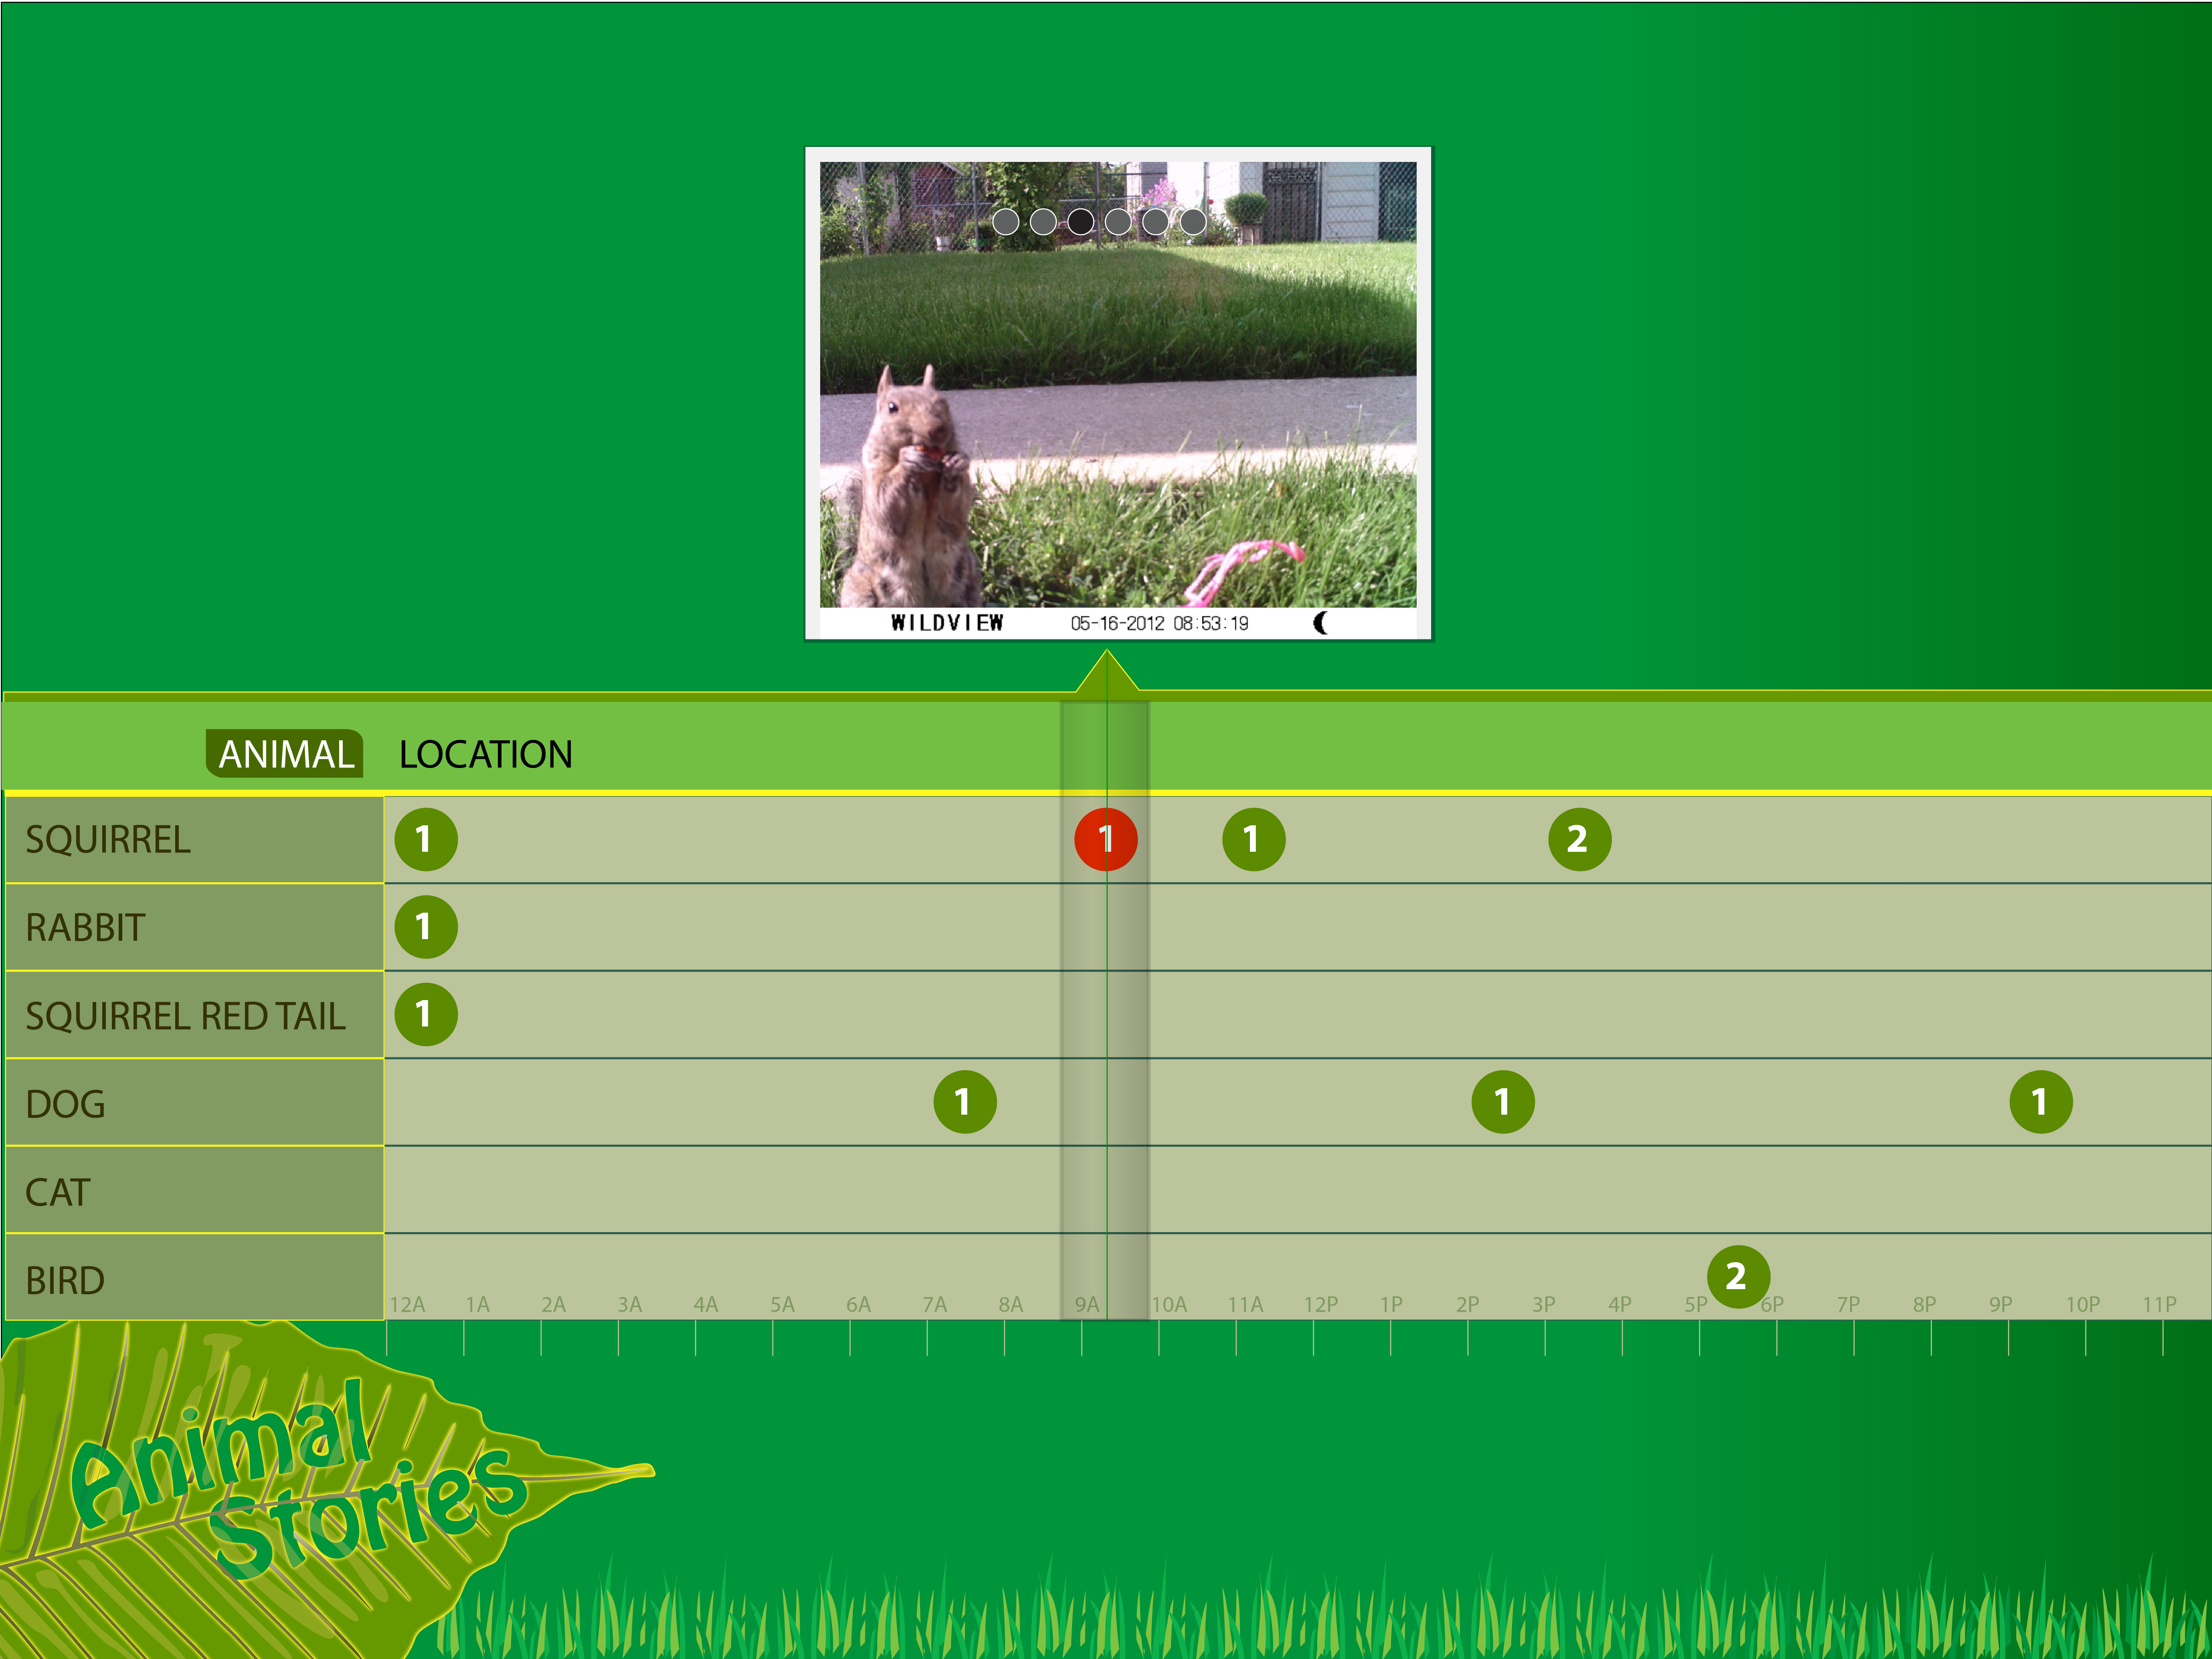 WILDVIEW 05-16-2012 08:53:19
ANIMAL LOCATION
SQUIRREL 1 1 1 2
RABBIT 1
SQUIRREL RED TAIL 1
DOG 1 1 1
CAT
BIRD 2
12A 1A 2A 3A 4A 5A 6A 7A 8A 9A 10A 11A 12P 1P 2P 3P 4P 5P 6P 7P 8P 9P 10P 11P
Animal
Stories